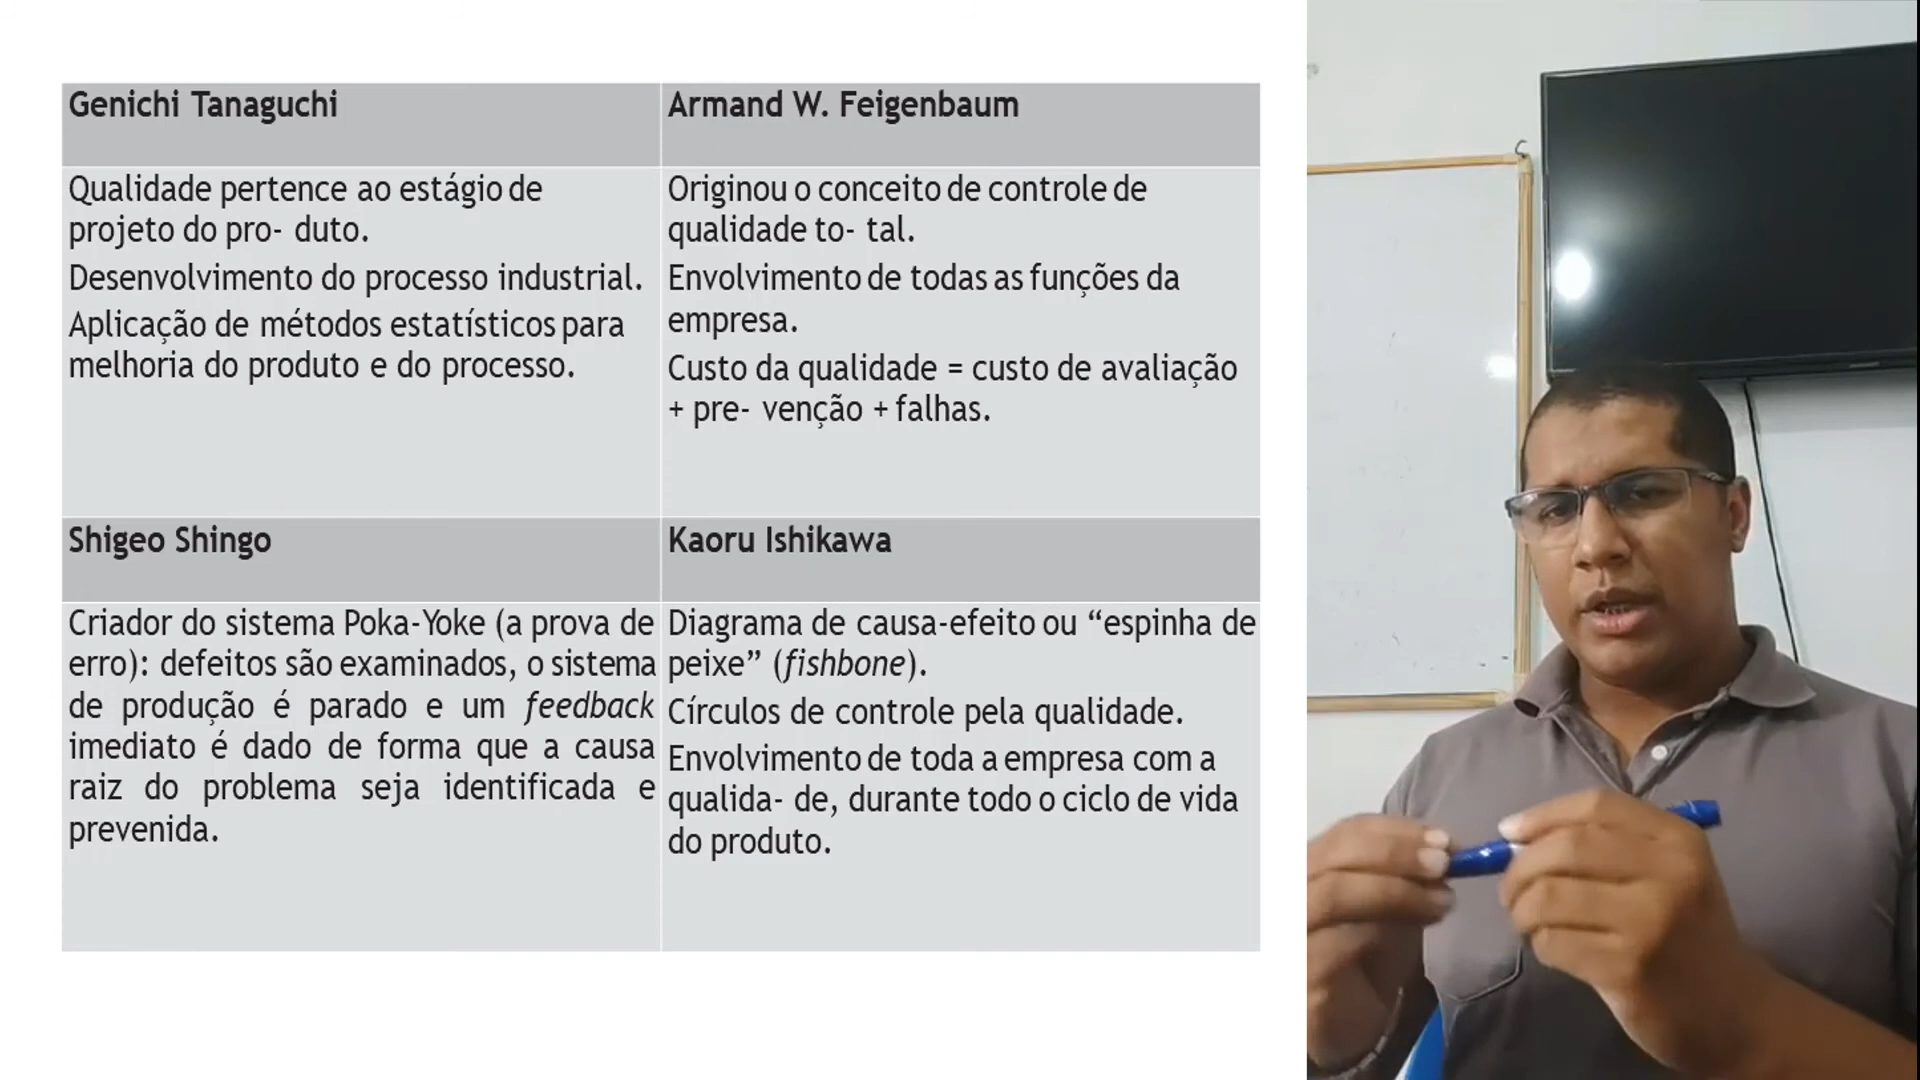 Genichi Tanaguchi
Qualidade pertence ao estágio de
projeto do pro- duto.
Desenvolvimento do processo industrial.
Aplicação de métodos estatísticos para
melhoria do produto e do processo.
Armand W. Feigenbaum
Originou o conceito de controle de
qualidade to- tal.
Envolvimento de todas as funções da
empresa.
Custo da qualidade = custo de avaliação
+ pre- venção + falhas.
Shigeo Shingo
Criador do sistema Poka-Yoke (a prova de
erro): defeitos são examinados, o sistema
de produção é parado e um feedback
imediato é dado de forma que a causa
raiz do problema seja identificada e
prevenida.
Kaoru Ishikawa
Diagrama de causa-efeito ou “espinha de
peixe” (fishbone).
Círculos de controle pela qualidade.
Envolvimento de toda a empresa com a
qualida- de, durante todo o ciclo de vida
do produto.